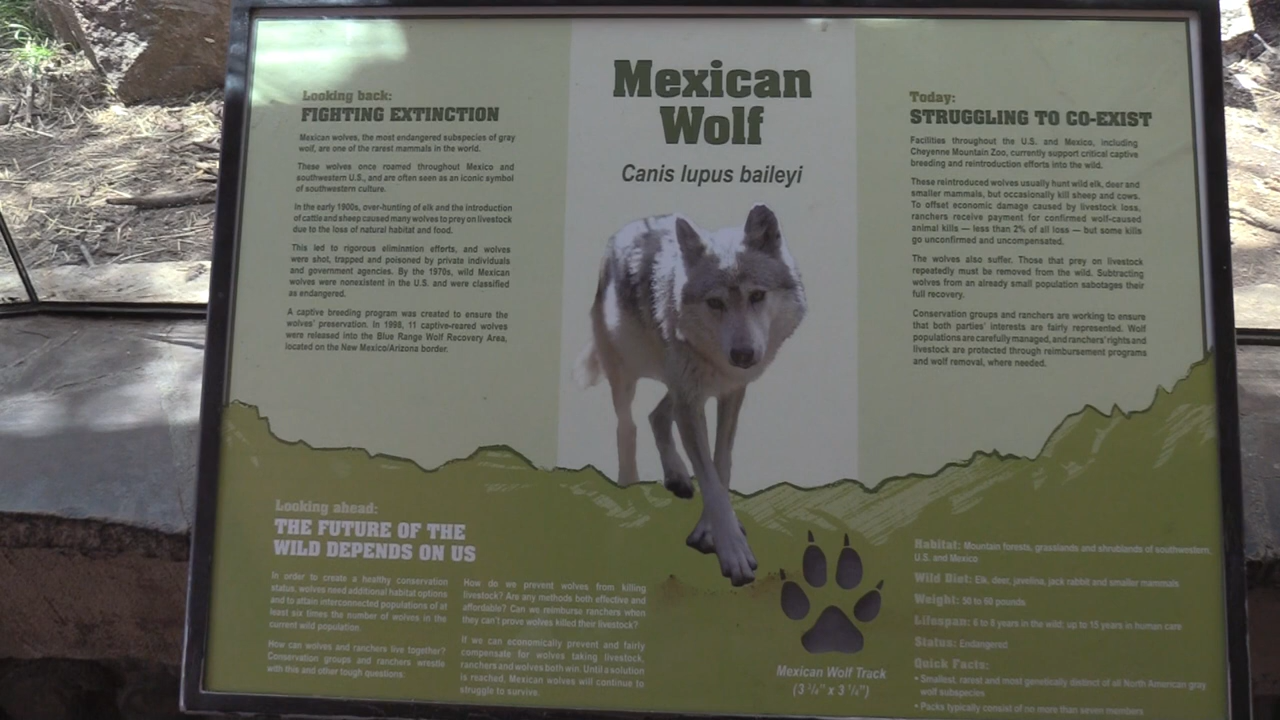 Mexican
Wolf
Canis lupus baileyi
Looking back:
FIGHTING EXTINCTION
Mexican wolves, the most endangered subspecies of gray
wolf, are one of the rarest mammals in the world.
These wolves once roamed throughout Mexico and
southwestern U.S., and are often seen as an iconic symbol
of southwestern culture.
In the early 1900s, over-hunting of elk and the introduction
of cattle and sheep caused many wolves to prey on livestock
due to the loss of natural habitat and food.
This led to rigorous elimination efforts, and wolves
were shot, trapped and poisoned by private individuals
and government agencies. By the 1970s, wild Mexican
wolves were nonexistent in the U.S. and were classified
as endangered.
A captive breeding program was created to ensure the
wolves' preservation. In 1998, 11 captive-reared wolves
were released into the Blue Range Wolf Recovery Area,
located on the New Mexico/Arizona border.
Today:
STRUGGLING TO CO-EXIST
Facilities throughout the U.S. and Mexico, including
Cheyenne Mountain Zoo, currently support critical captive
breeding and reintroduction efforts into the wild.
These reintroduced wolves usually hunt wild elk, deer and
smaller mammals, but occasionally kill sheep and cows.
To offset economic damage caused by livestock loss,
ranchers receive payment for confirmed wolf-caused
animal kills — less than 2% of all loss — but some kills
go unconfirmed and uncompensated.
The wolves also suffer. Those that prey on livestock
repeatedly must be removed from the wild. Subtracting
wolves from an already small population sabotages their
full recovery.
Conservation groups and ranchers are working to ensure
that both parties' interests are fairly represented. Wolf
populations are carefully managed, and ranchers' rights and
livestock are protected through reimbursement programs
and wolf removal, where needed.
Looking ahead:
THE FUTURE OF THE
WILD DEPENDS ON US
In order to create a healthy conservation
status, wolves need additional habitat options
and to attain interconnected populations of at
least six times the number of wolves in the
current wild population.
How can wolves and ranchers live together?
Conservation groups and ranchers wrestle
with this and other tough questions:
How do we prevent wolves from killing
livestock? Are any methods both effective and
affordable? Can we reimburse ranchers when
they can't prove wolves killed their livestock?
If we can economically prevent and fairly
compensate for wolves taking livestock,
ranchers and wolves both win. Until a solution
is reached, Mexican wolves will continue to
struggle to survive.
Mexican Wolf Track
(3 ¼" x 3 ¼")
Habitat: Mountain forests, grasslands and shrublands of southwestern
U.S. and Mexico
Wild Diet: Elk, deer, javelina, jack rabbit and smaller mammals
Weight: 50 to 90 pounds
Lifespan: 6 to 8 years in the wild; up to 15 years in human care
Status: Endangered
Quick Facts:
• Smallest, rarest and most genetically distinct of all North American gray
wolf subspecies
• Packs typically consist of no more than seven members